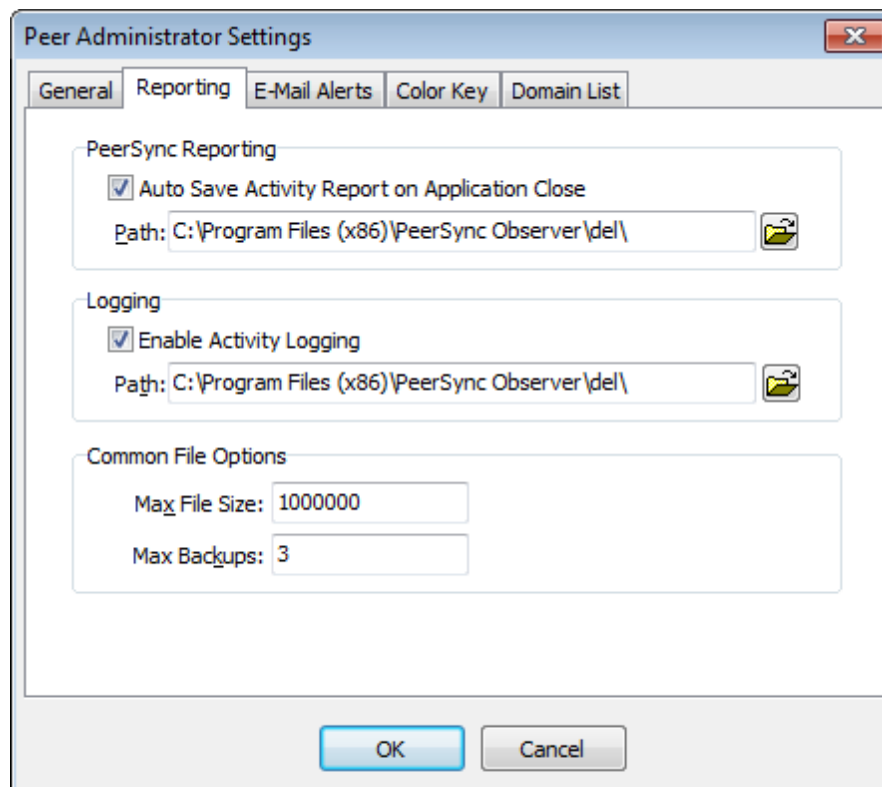 Peer Administrator Settings
General Reporting E-Mail Alerts Color Key Domain List
PeerSync Reporting
Auto Save Activity Report on Application Close
Path: C:\Program Files (x86)\PeerSync Observer\del\
Logging
Enable Activity Logging
Path: C:\Program Files (x86)\PeerSync Observer\del\
Common File Options
Max File Size: 1000000
Max Backups: 3
OK Cancel